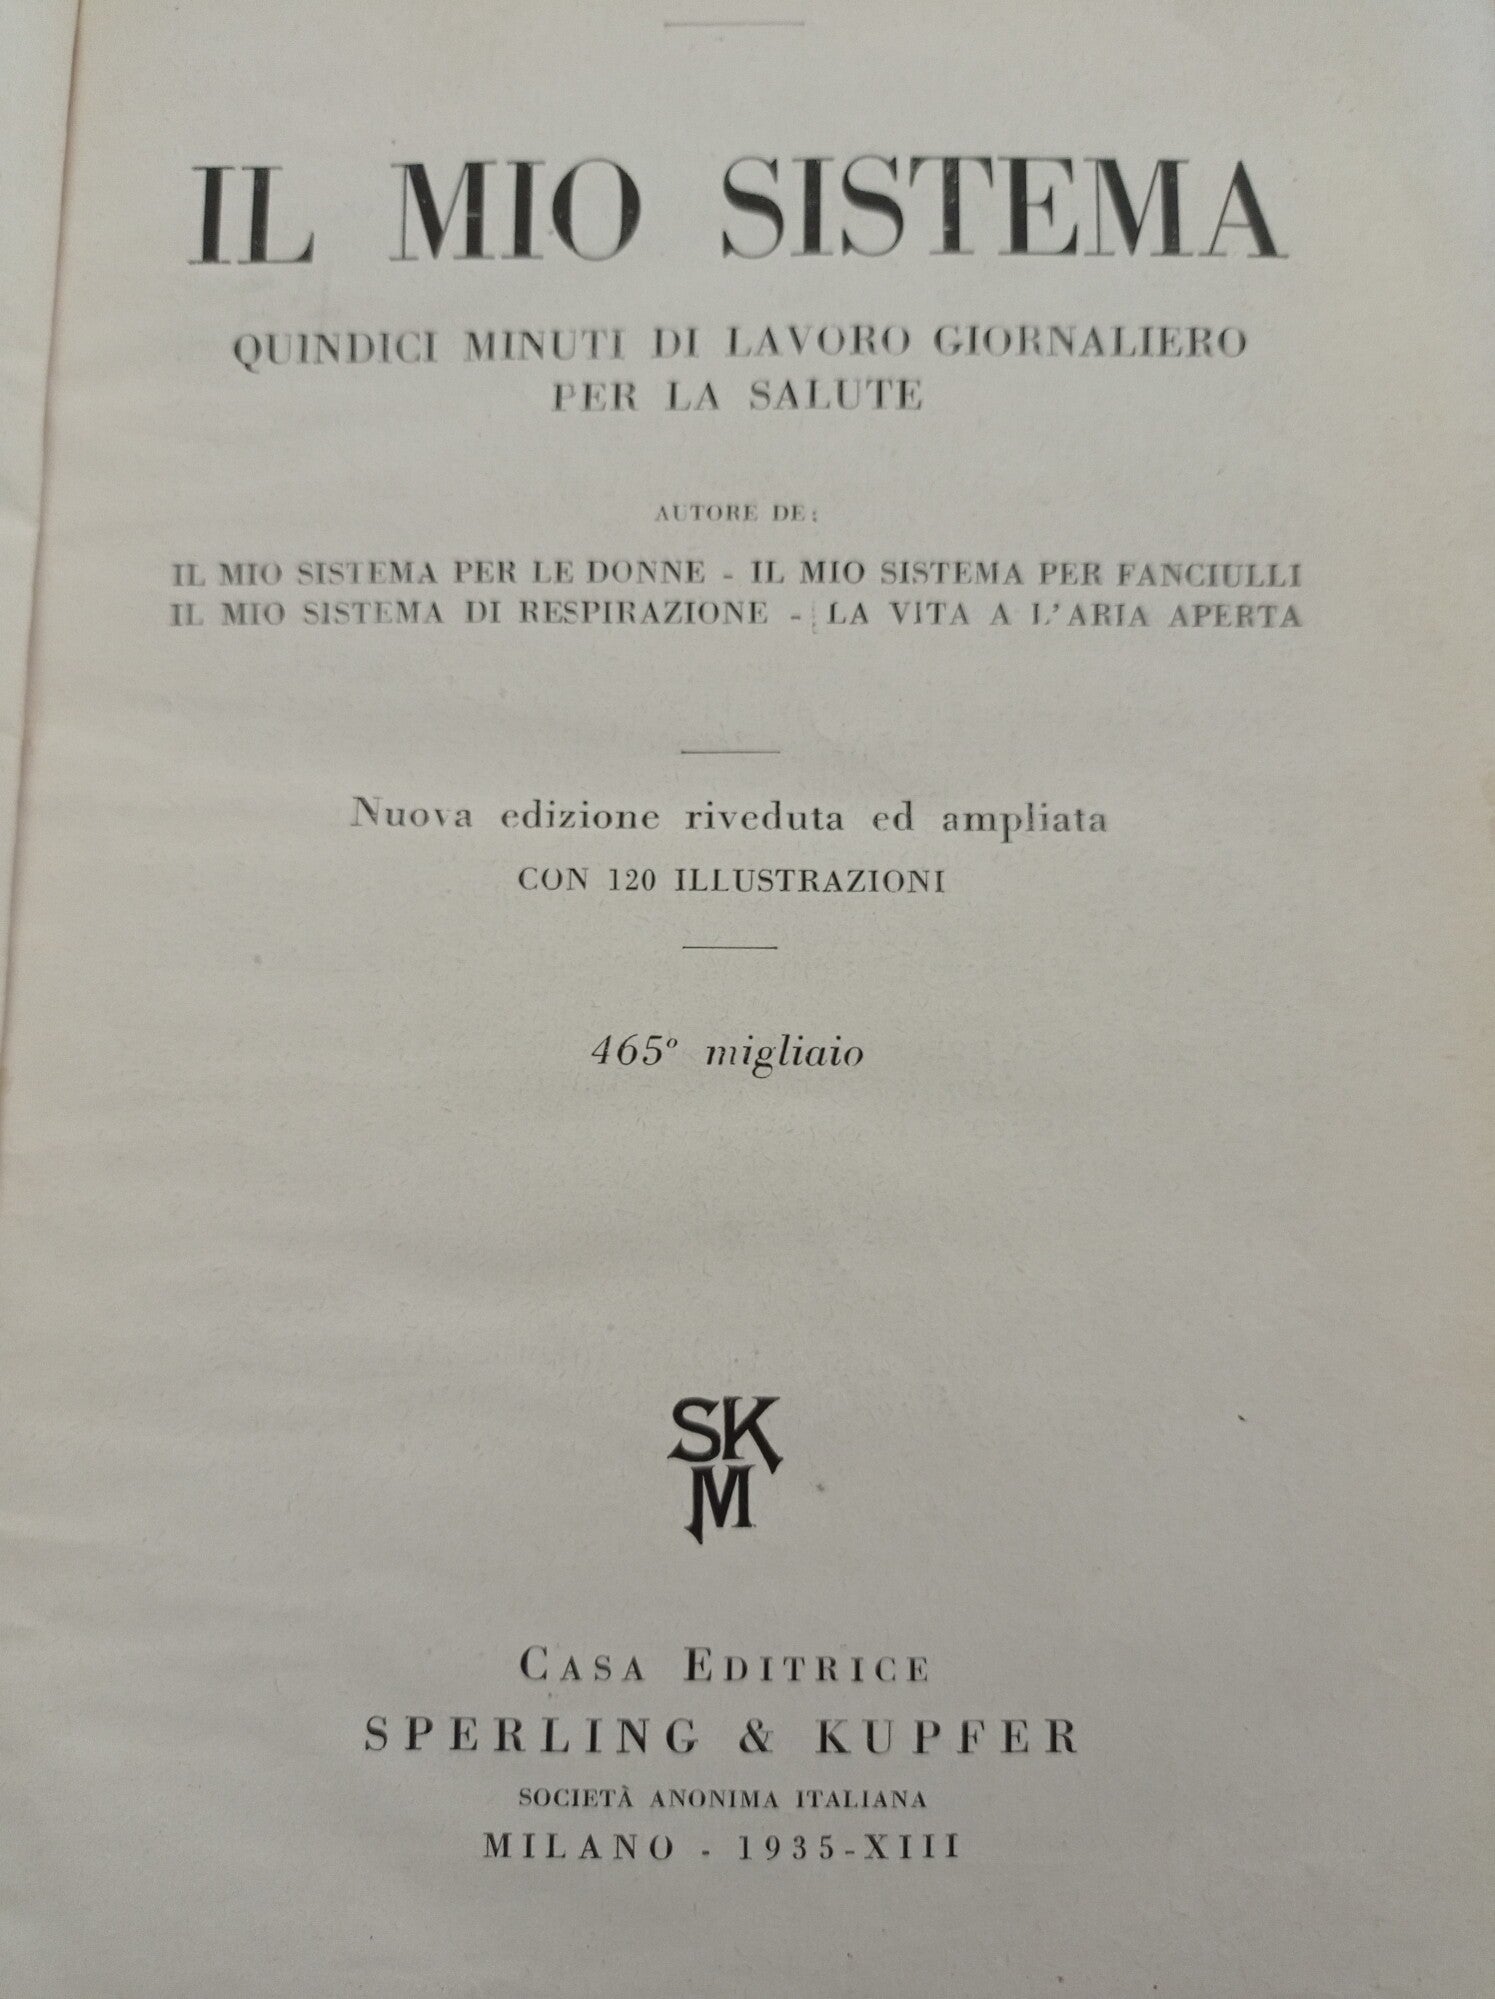 IL MIO SISTEMA
QUINDICI MINUTI DI LAVORO GIORNALIERO
PER LA SALUTE
AUTORE DE:
IL MIO SISTEMA PER LE DONNE - IL MIO SISTEMA PER FANCIULLI
IL MIO SISTEMA DI RESPIRAZIONE - LA VITA A L'ARIA APERTA
Nuova edizione riveduta ed ampliata
CON 120 ILLUSTRAZIONI
465° migliaio
SK
M
CASA EDITRICE
SPERLING & KUPFER
SOCIETÀ ANONIMA ITALIANA
MILANO - 1935-XIII